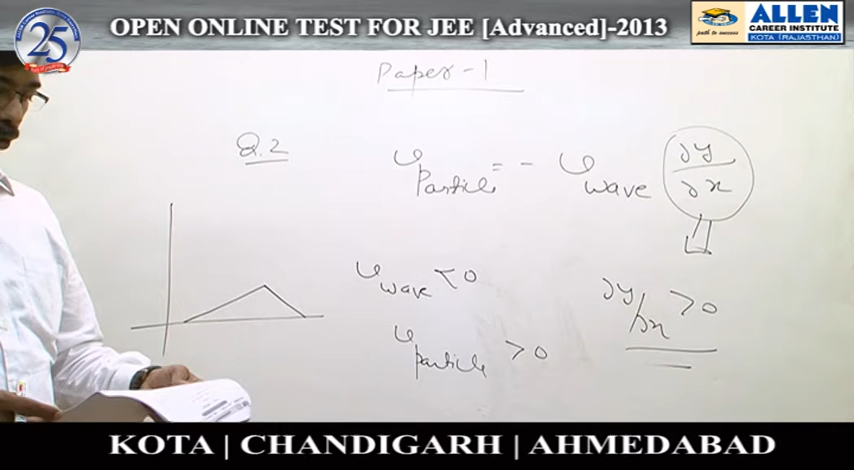 OPEN ONLINE TEST FOR JEE [Advanced]-2013
25
path to success
ALLEN
CAREER INSTITUTE
KOTA (RAJASTHAN)
Paper-1
Q.2
v particle = - v wave ∂y/∂x
v wave < 0
∂y/∂x > 0
v particle > 0
KOTA | CHANDIGARH | AHMEDABAD